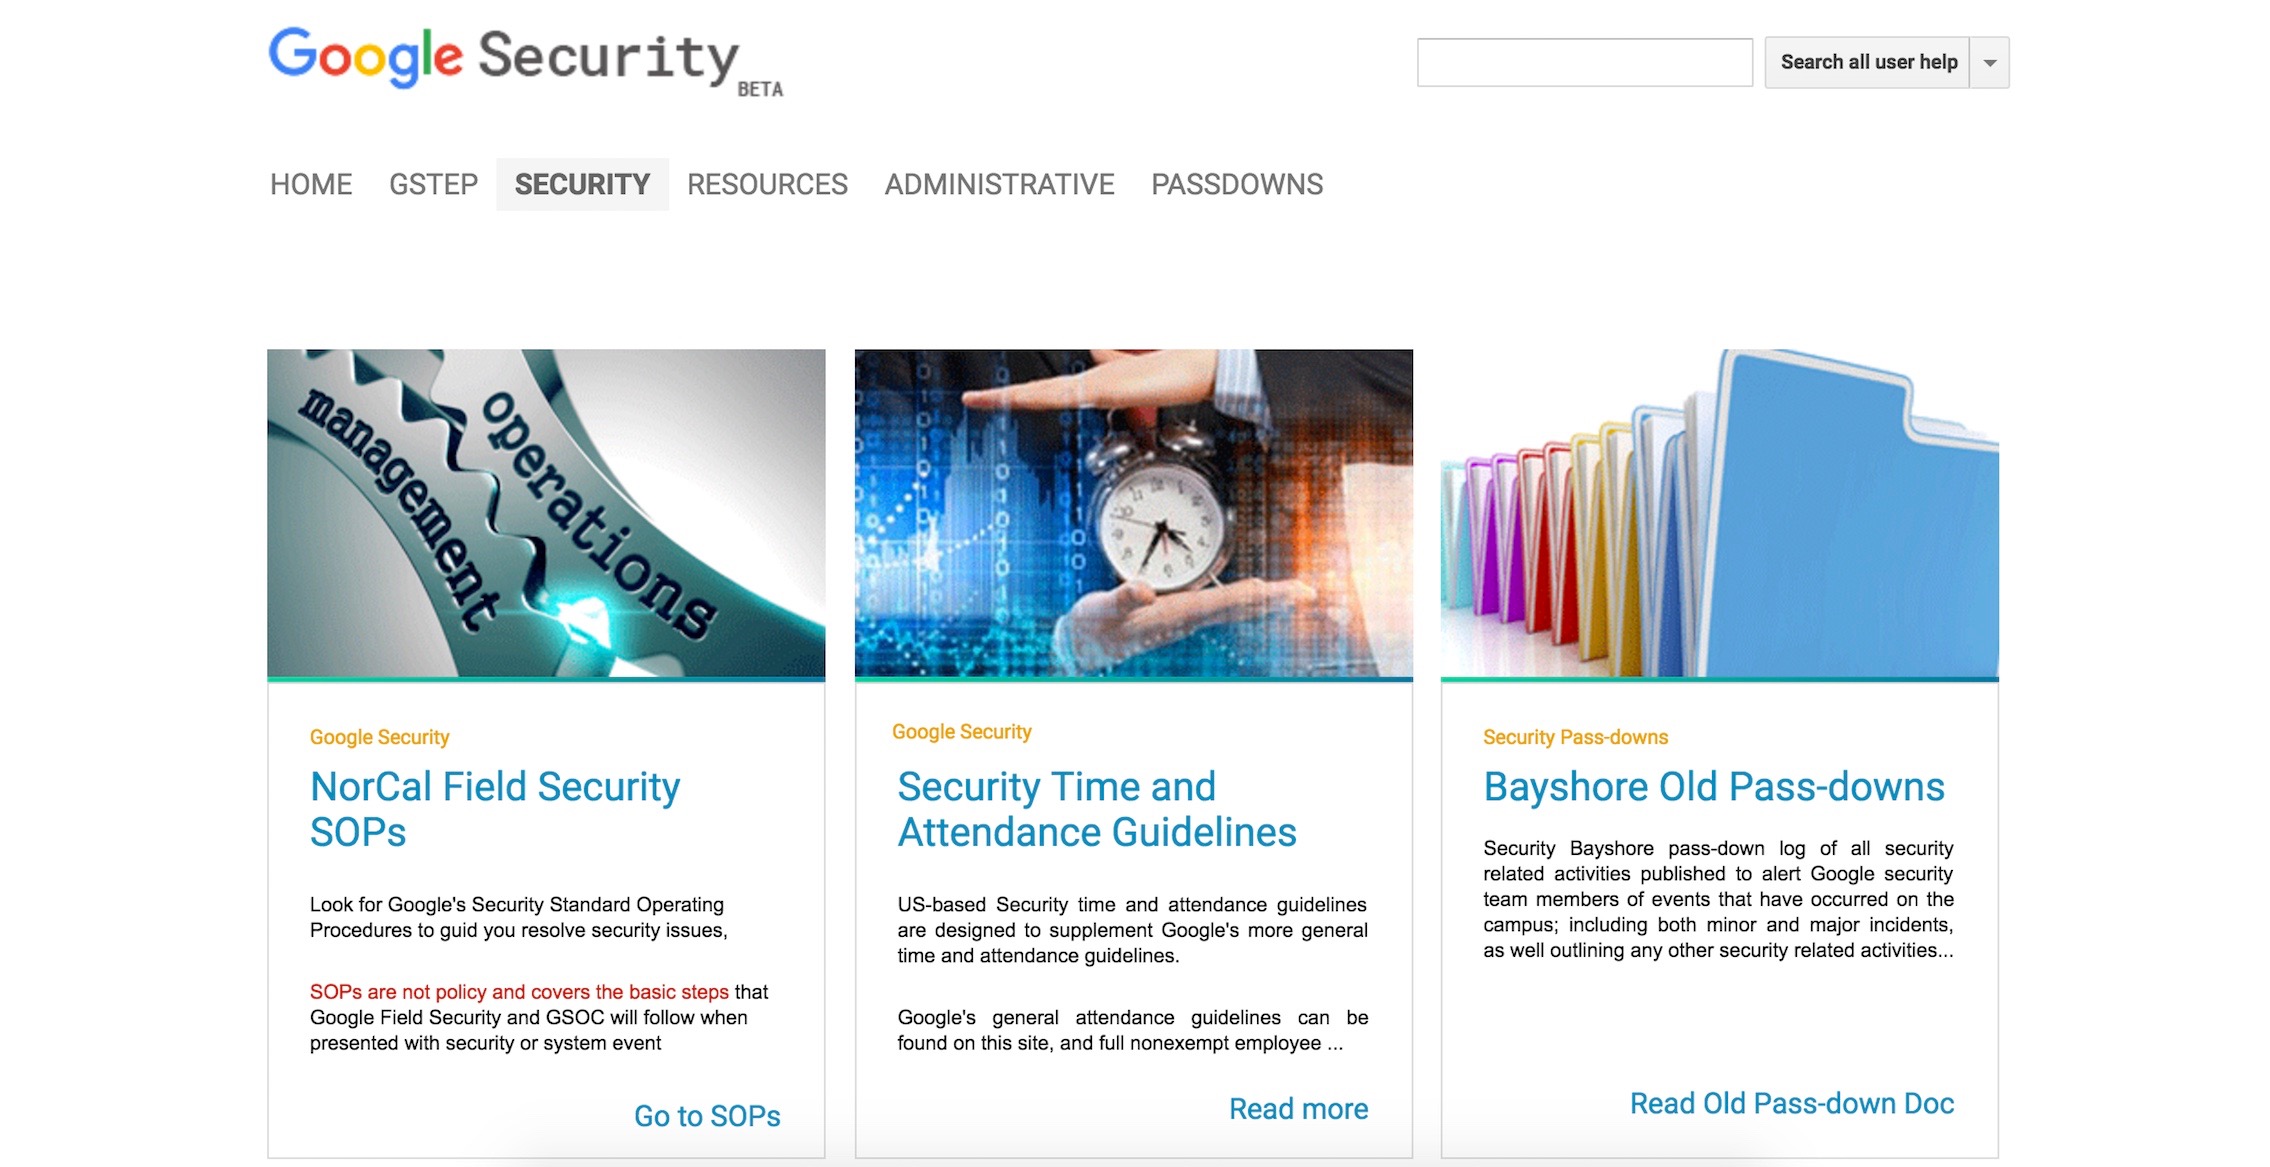 Google Security
BETA
Search all user help
HOME GSTEP SECURITY RESOURCES ADMINISTRATIVE PASSDOWNS
management
operations
Google Security
NorCal Field Security
SOPs
Look for Google's Security Standard Operating
Procedures to guid you resolve security issues,
SOPs are not policy and covers the basic steps that
Google Field Security and GSOC will follow when
presented with security or system event
Go to SOPs
Google Security
Security Time and
Attendance Guidelines
US-based Security time and attendance guidelines
are designed to supplement Google's more general
time and attendance guidelines.
Google's general attendance guidelines can be
found on this site, and full nonexempt employee ...
Read more
Security Pass-downs
Bayshore Old Pass-downs
Security Bayshore pass-down log of all security
related activities published to alert Google security
team members of events that have occurred on the
campus; including both minor and major incidents,
as well outlining any other security related activities...
Read Old Pass-down Doc